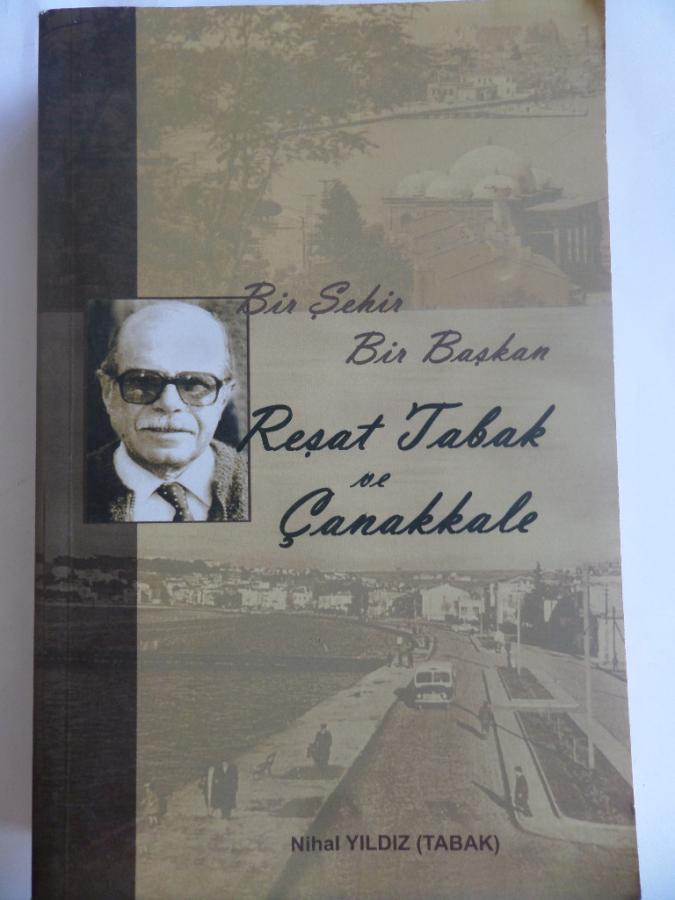 Bir Şehir
Bir Başkan
Reşat Tabak
ve
Çanakkale
Nihal YILDIZ (TABAK)